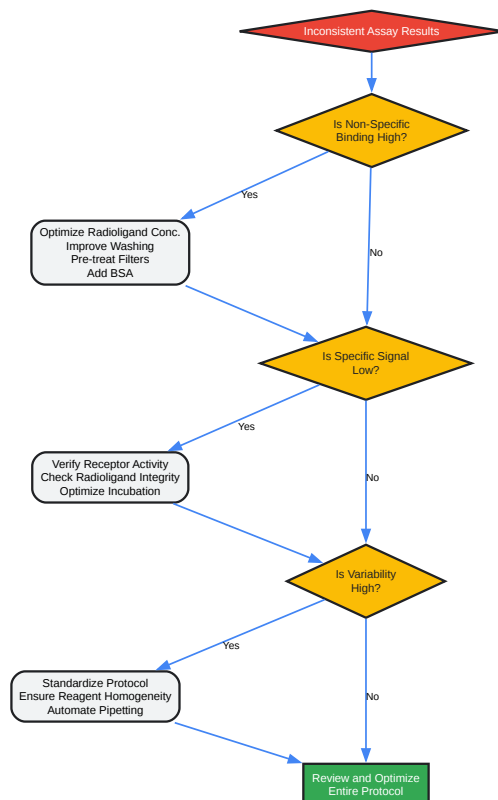 Inconsistent Assay Results
Is Non-Specific
Binding High?
Yes
No
Optimize Radioligand Conc.
Improve Washing
Pre-treat Filters
Add BSA
Is Specific Signal
Low?
Yes
No
Verify Receptor Activity
Check Radioligand Integrity
Optimize Incubation
Is Variability
High?
Yes
No
Standardize Protocol
Ensure Reagent Homogeneity
Automate Pipetting
Review and Optimize
Entire Protocol